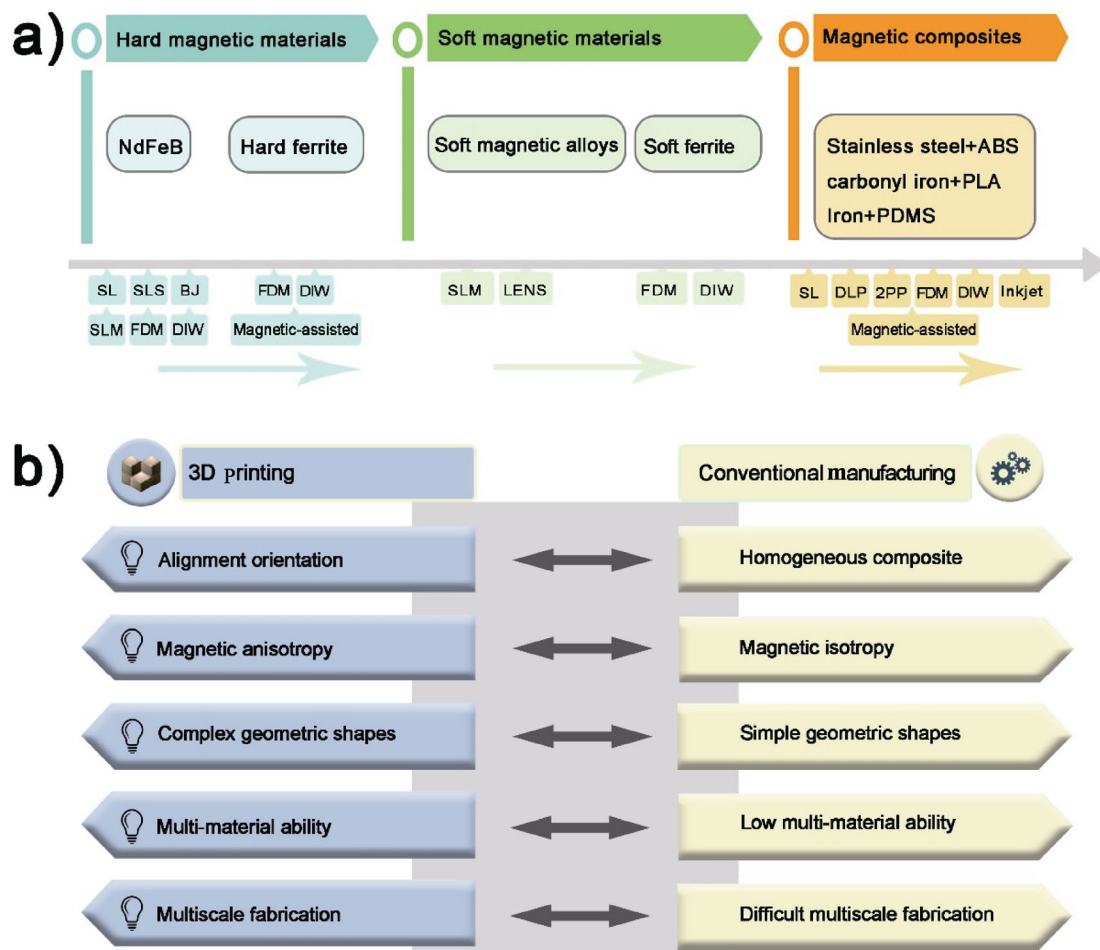 a)
Hard magnetic materials
Soft magnetic materials
Magnetic composites
NdFeB
Hard ferrite
Soft magnetic alloys
Soft ferrite
Stainless steel+ABS
carbonyl iron+PLA
Iron+PDMS
SL SLS BJ
SLM FDM DIW
FDM DIW
Magnetic-assisted
SLM LENS
FDM DIW
SL DLP 2PP FDM DIW Inkjet
Magnetic-assisted
b)
3D Printing
Conventional manufacturing
Alignment orientation
Homogeneous composite
Magnetic anisotropy
Magnetic isotropy
Complex geometric shapes
Simple geometric shapes
Multi-material ability
Low multi-material ability
Multiscale fabrication
Difficult multiscale fabrication